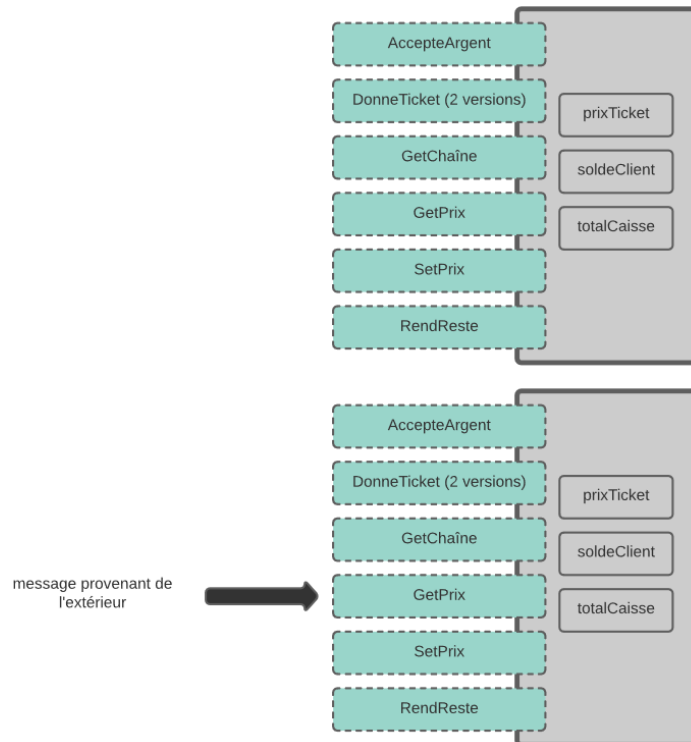 AccepteArgent
DonneTicket (2 versions)
prixTicket
GetChaîne
soldeClient
GetPrix
totalCaisse
SetPrix
RendReste
AccepteArgent
DonneTicket (2 versions)
prixTicket
GetChaîne
soldeClient
message provenant de
l'extérieur
GetPrix
totalCaisse
SetPrix
RendReste